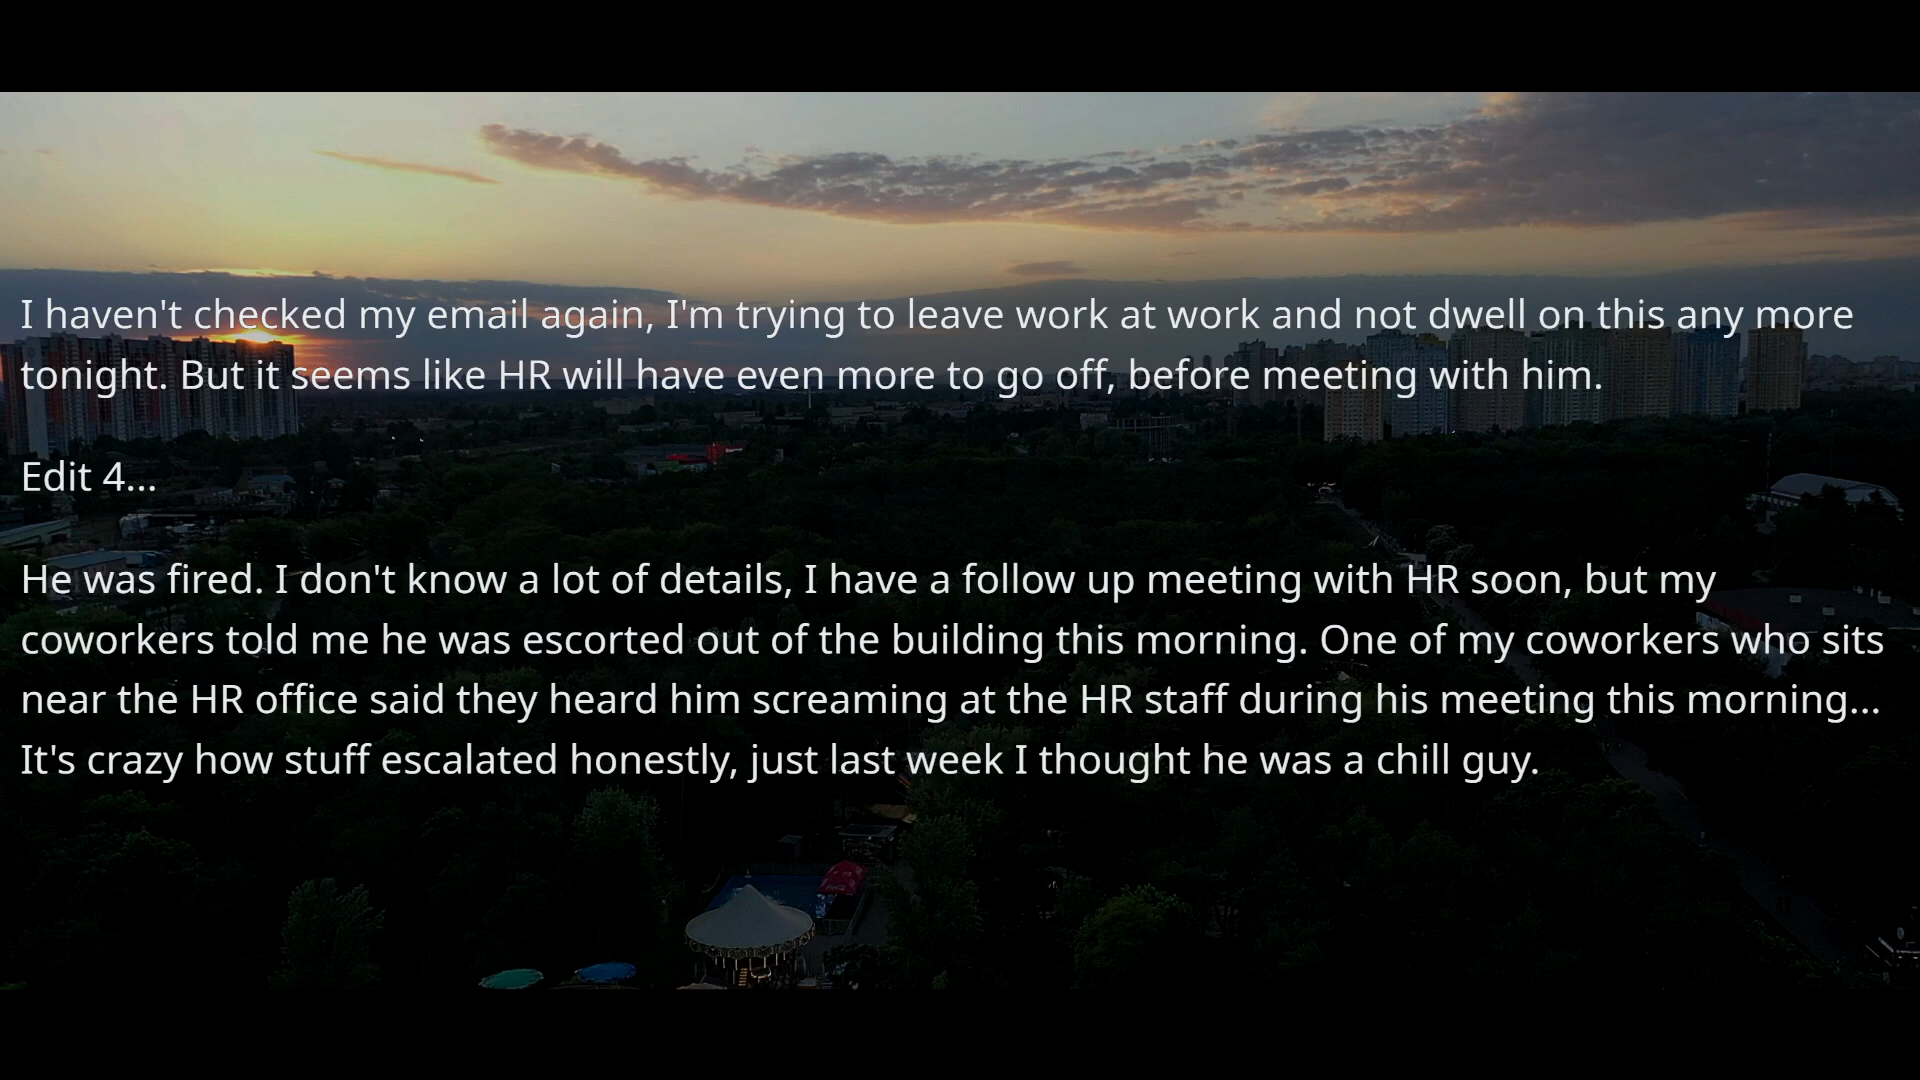 I haven't checked my email again, I'm trying to leave work at work and not dwell on this any more
tonight. But it seems like HR will have even more to go off, before meeting with him.
Edit 4...
He was fired. I don't know a lot of details, I have a follow up meeting with HR soon, but my
coworkers told me he was escorted out of the building this morning. One of my coworkers who sits
near the HR office said they heard him screaming at the HR staff during his meeting this morning...
It's crazy how stuff escalated honestly, just last week I thought he was a chill guy.